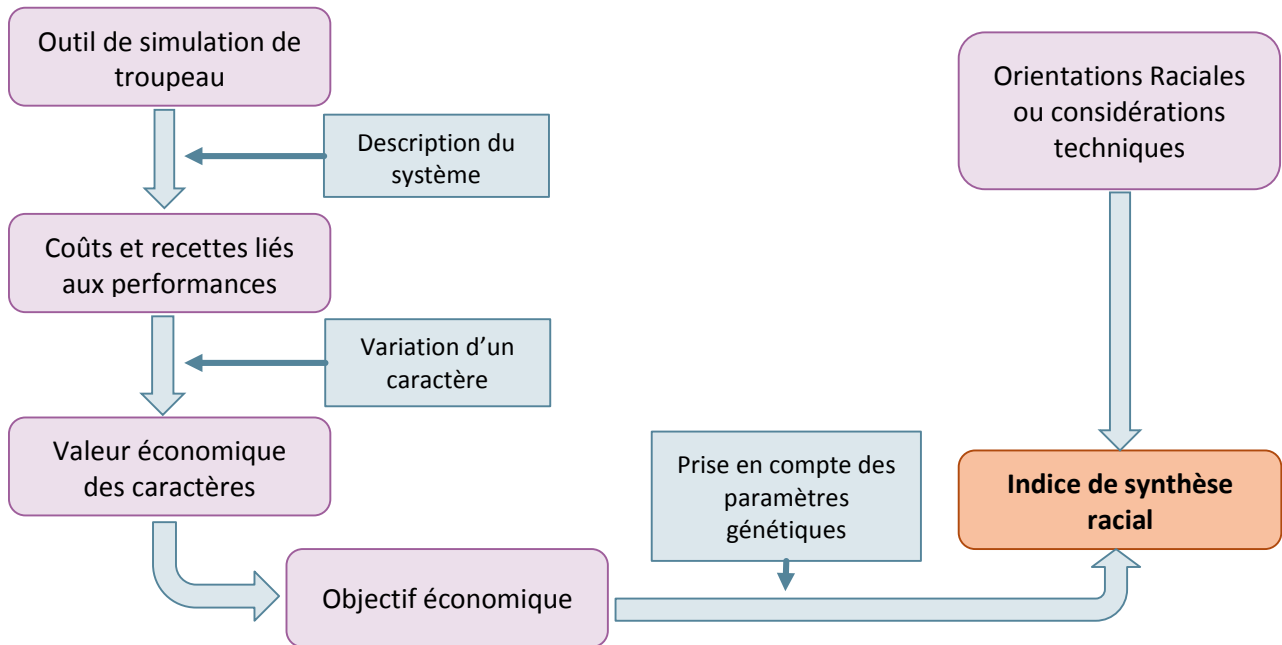 Outil de simulation de
troupeau
Description du
système
Coûts et recettes liés
aux performances
Variation d’un
caractère
Valeur économique
des caractères
Objectif économique
Prise en compte des
paramètres
génétiques
Orientations Raciales
ou considérations
techniques
Indice de synthèse
racial